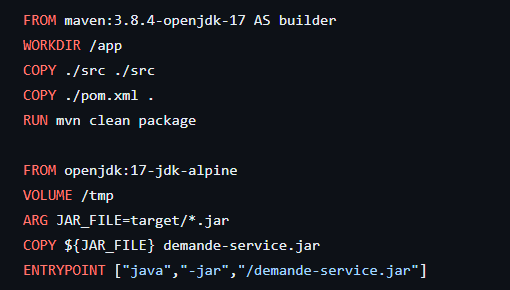 FROM maven:3.8.4-openjdk-17 AS builder
WORKDIR /app
COPY ./src ./src
COPY ./pom.xml .
RUN mvn clean package
FROM openjdk:17-jdk-alpine
VOLUME /tmp
ARG JAR_FILE=target/*.jar
COPY ${JAR_FILE} demande-service.jar
ENTRYPOINT ["java","-jar","/demande-service.jar"]